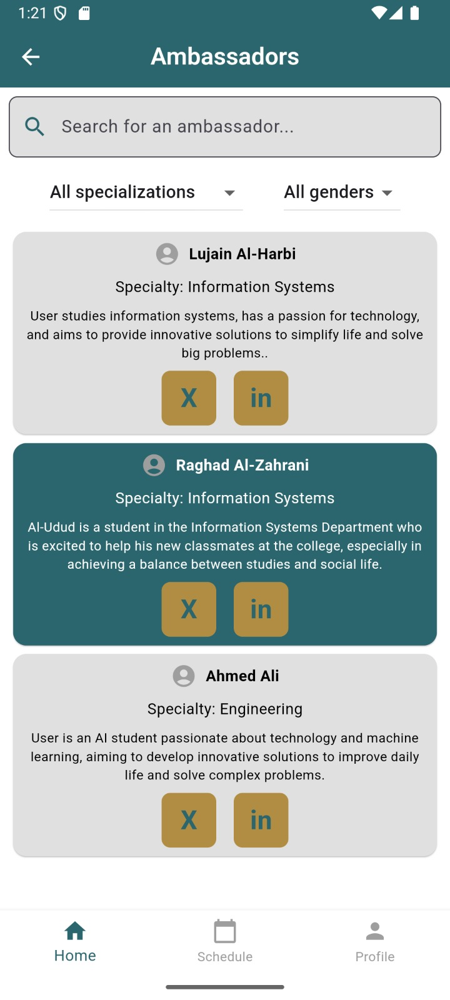 1:21
Ambassadors
Search for an ambassador...
All specializations
All genders
Lujain Al-Harbi
Specialty: Information Systems
User studies information systems, has a passion for technology,
and aims to provide innovative solutions to simplify life and solve
big problems..
X in
Raghad Al-Zahrani
Specialty: Information Systems
Al-Udud is a student in the Information Systems Department who
is excited to help his new classmates at the college, especially in
achieving a balance between studies and social life.
X in
Ahmed Ali
Specialty: Engineering
User is an AI student passionate about technology and machine
learning, aiming to develop innovative solutions to improve daily
life and solve complex problems.
X in
Home Schedule Profile